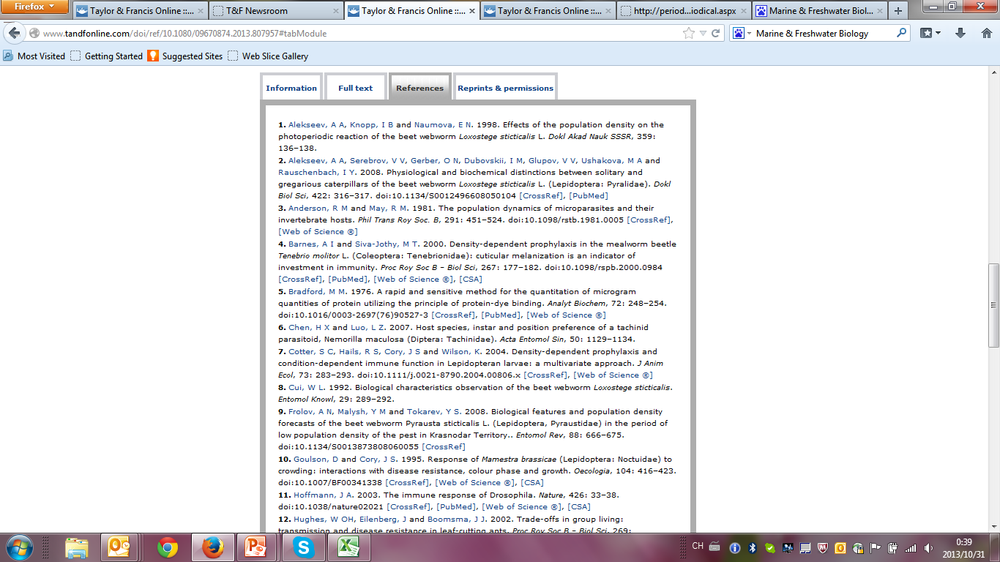 Firefox
Taylor & Francis Online ::...
T&F Newsroom
Taylor & Francis Online ::...
Taylor & Francis Online ::...
http://period...iodical.aspx
Marine & Freshwater Biol...
www.tandfonline.com/doi/ref/10.1080/09670874.2013.807957#tabModule
Marine & Freshwater Biology
Most Visited Getting Started Suggested Sites Web Slice Gallery
Information Full text References Reprints & permissions
1. Alekseev, A A, Knopp, I B and Naumova, E N. 1998. Effects of the population density on the
photoperiodic reaction of the beet webworm Loxostege sticticalis L. Dokl Akad Nauk SSSR, 359:
136–138.
2. Alekseev, A A, Serebrov, V V, Gerber, O N, Dubovskii, I M, Glupov, V V, Ushakova, M A and
Rauschenbach, I Y. 2008. Physiological and biochemical distinctions between solitary and
gregarious caterpillars of the beet webworm Loxostege sticticalis L. (Lepidoptera: Pyralidae). Dokl
Biol Sci, 422: 316–317. doi:10.1134/S0012496608050104 [CrossRef], [PubMed]
3. Anderson, R M and May, R M. 1981. The population dynamics of microparasites and their
invertebrate hosts. Phil Trans Roy Soc. B, 291: 451–524. doi:10.1098/rstb.1981.0005 [CrossRef],
[Web of Science ®]
4. Barnes, A I and Siva-Jothy, M T. 2000. Density-dependent prophylaxis in the mealworm beetle
Tenebrio molitor L. (Coleoptera: Tenebrionidae): cuticular melanization is an indicator of
investment in immunity. Proc Roy Soc B – Biol Sci, 267: 177–182. doi:10.1098/rspb.2000.0984
[CrossRef], [PubMed], [Web of Science ®], [CSA]
5. Bradford, M M. 1976. A rapid and sensitive method for the quantitation of microgram
quantities of protein utilizing the principle of protein-dye binding. Analyt Biochem, 72: 248–254.
doi:10.1016/0003-2697(76)90527-3 [CrossRef], [PubMed], [Web of Science ®]
6. Chen, H X and Luo, L Z. 2007. Host species, instar and position preference of a tachinid
parasitoid, Nemorilla maculosa (Diptera: Tachinidae). Acta Entomol Sin, 50: 1129–1134.
7. Cotter, S C, Hails, R S, Cory, J S and Wilson, K. 2004. Density-dependent prophylaxis and
condition-dependent immune function in Lepidopteran larvae: a multivariate approach. J Anim
Ecol, 73: 283–293. doi:10.1111/j.0021-8790.2004.00806.x [CrossRef], [Web of Science ®]
8. Cui, W L. 1992. Biological characteristics observation of the beet webworm Loxostege sticticalis.
Entomol Knowl, 29: 289–292.
9. Frolov, A N, Malysh, Y M and Tokarev, Y S. 2008. Biological features and population density
forecasts of the beet webworm Pyrausta sticticalis L. (Lepidoptera, Pyraustidae) in the period of
low population density of the pest in Krasnodar Territory.. Entomol Rev, 88: 666–675.
doi:10.1134/S0013873808060055 [CrossRef]
10. Goulson, D and Cory, J S. 1995. Response of Mamestra brassicae (Lepidoptera: Noctuidae) to
crowding: interactions with disease resistance, colour phase and growth. Oecologia, 104: 416–423.
doi:10.1007/BF00341338 [CrossRef], [Web of Science ®], [CSA]
11. Hoffmann, J A. 2003. The immune response of Drosophila. Nature, 426: 33–38.
doi:10.1038/nature02021 [CrossRef], [PubMed], [Web of Science ®], [CSA]
12. Hughes, W OH, Eilenberg, J and Boomsma, J J. 2002. Trade-offs in group living:
transmission and disease resistance in leaf-cutting ants. Proc Roy Soc B – Biol Sci, 269:
CH
0:39
2013/10/31